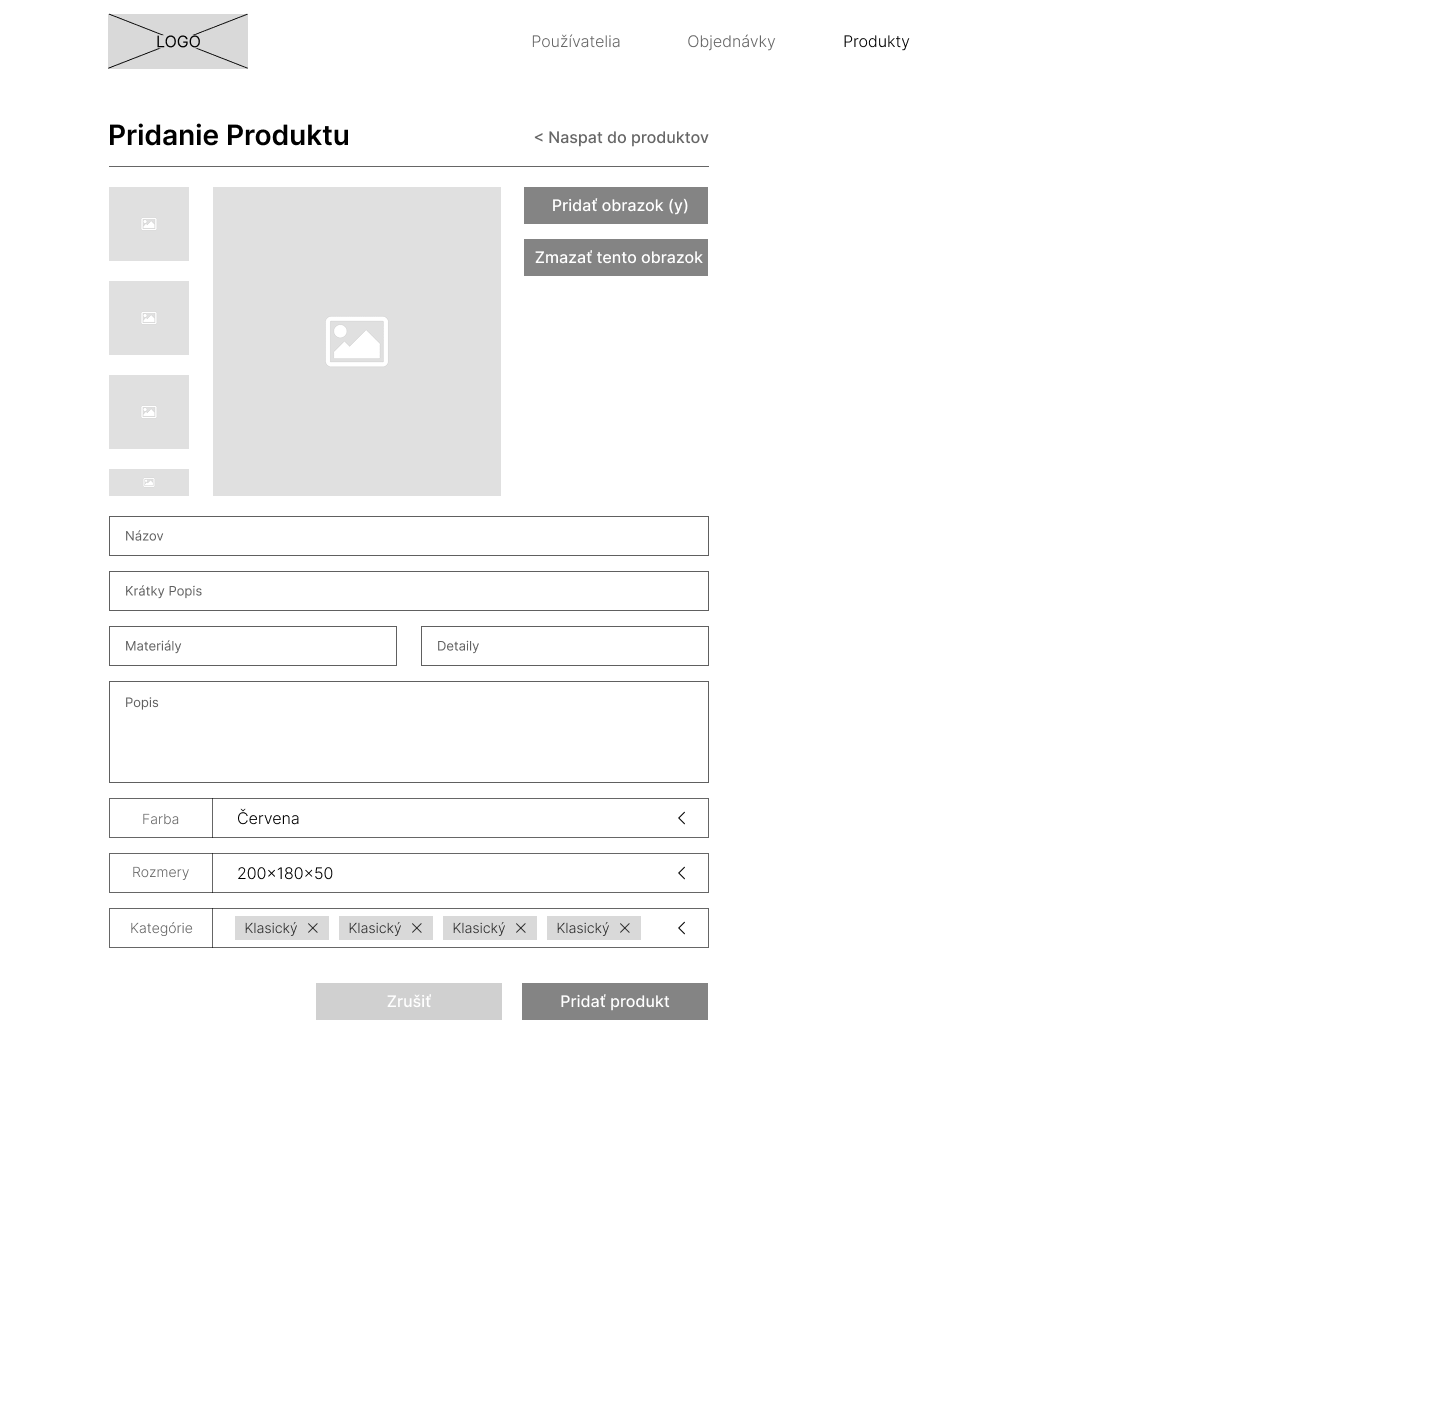 LOGO
Používatelia
Objednávky
Produkty
Pridanie Produktu
< Naspat do produktov
Pridať obrazok (y)
Zmazať tento obrazok
Názov
Krátky Popis
Materiály
Detaily
Popis
Farba
Červena
Rozmery
200×180×50
Kategórie
Klasický
Klasický
Klasický
Klasický
Zrušiť
Pridať produkt